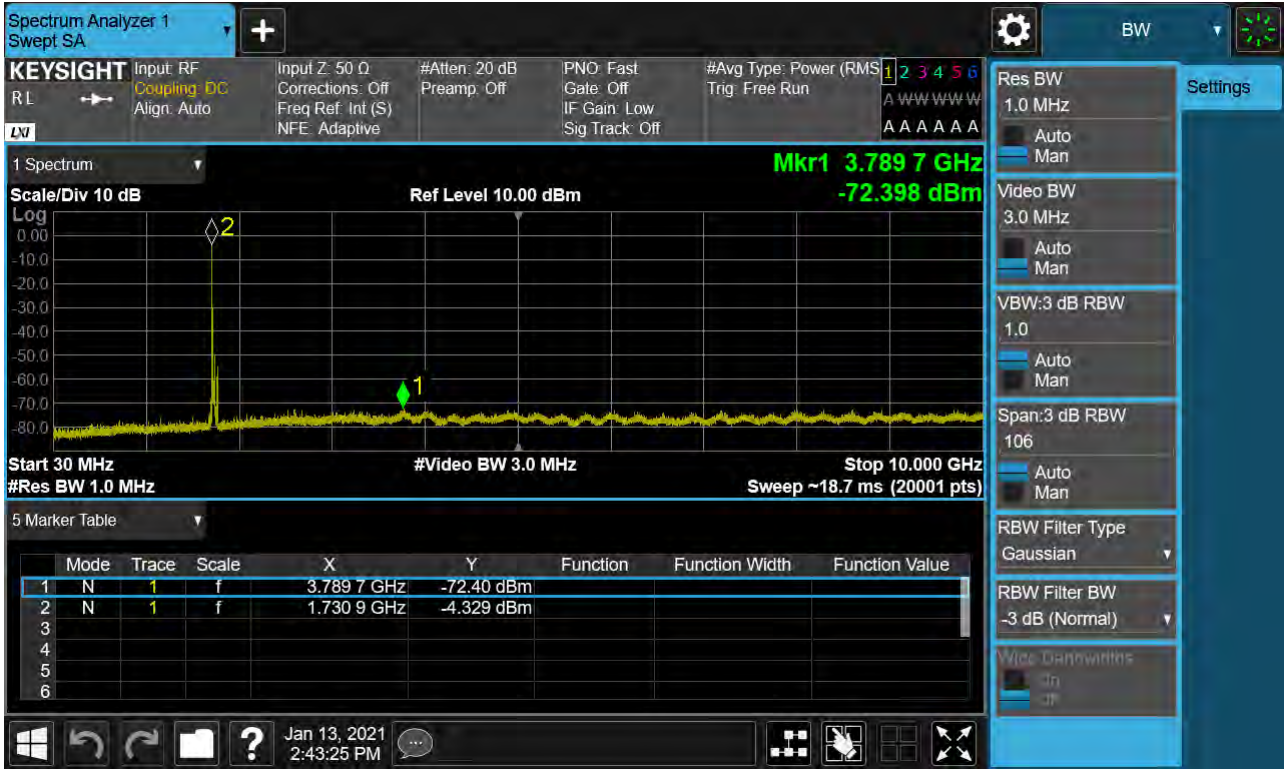 Spectrum Analyzer 1
Swept SA
BW
KEYSIGHT
R L
LXI
Input: RF
Coupling: DC
Align: Auto
Input Z: 50 Ω
Corrections: Off
Freq Ref: Int (S)
NFE: Adaptive
#Atten: 20 dB
Preamp: Off
PNO: Fast
Gate: Off
IF Gain: Low
Sig Track: Off
#Avg Type: Power (RMS
Trig: Free Run
1 2 3 4 5 6
A W W W W W
A A A A A A
1 Spectrum
Mkr1 3.789 7 GHz
Scale/Div 10 dB
Ref Level 10.00 dBm
-72.398 dBm
Log
0.00
-10.0
-20.0
-30.0
-40.0
-50.0
-60.0
-70.0
-80.0
2
1
Start 30 MHz
#Video BW 3.0 MHz
Stop 10.000 GHz
#Res BW 1.0 MHz
Sweep ~18.7 ms (20001 pts)
5 Marker Table
Mode Trace Scale X Y Function Function Width Function Value
1 N 1 f 3.789 7 GHz -72.40 dBm
2 N 1 f 1.730 9 GHz -4.329 dBm
3
4
5
6
Jan 13, 2021
2:43:25 PM
Res BW
1.0 MHz
Auto
Man
Video BW
3.0 MHz
Auto
Man
VBW:3 dB RBW
1.0
Auto
Man
Span:3 dB RBW
106
Auto
Man
RBW Filter Type
Gaussian
RBW Filter BW
-3 dB (Normal)
Settings